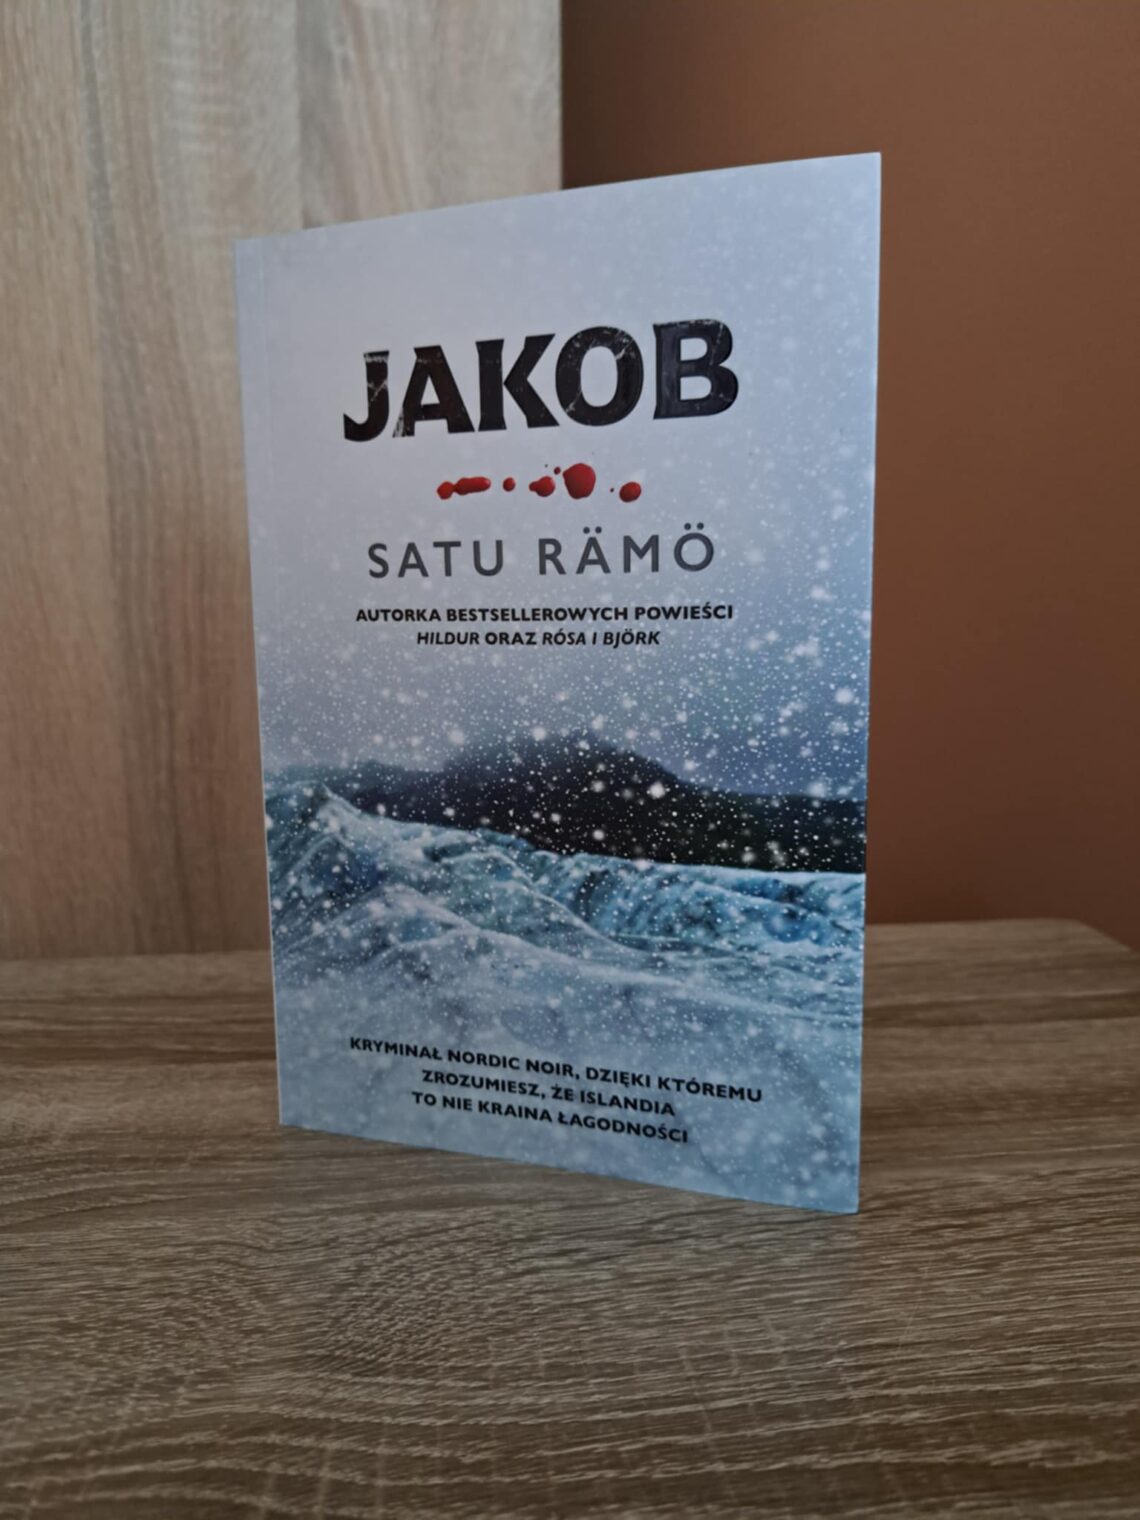 JAKOB
SATU RÄMÖ
AUTORKA BESTSELLEROWYCH POWIEŚCI
HILDUR ORAZ RÓSA I BJÖRK
KRYMINAŁ NORDIC NOIR, DZIĘKI KTÓREMU
ZROZUMIESZ, ŻE ISLANDIA
TO NIE KRAINA ŁAGODNOŚCI